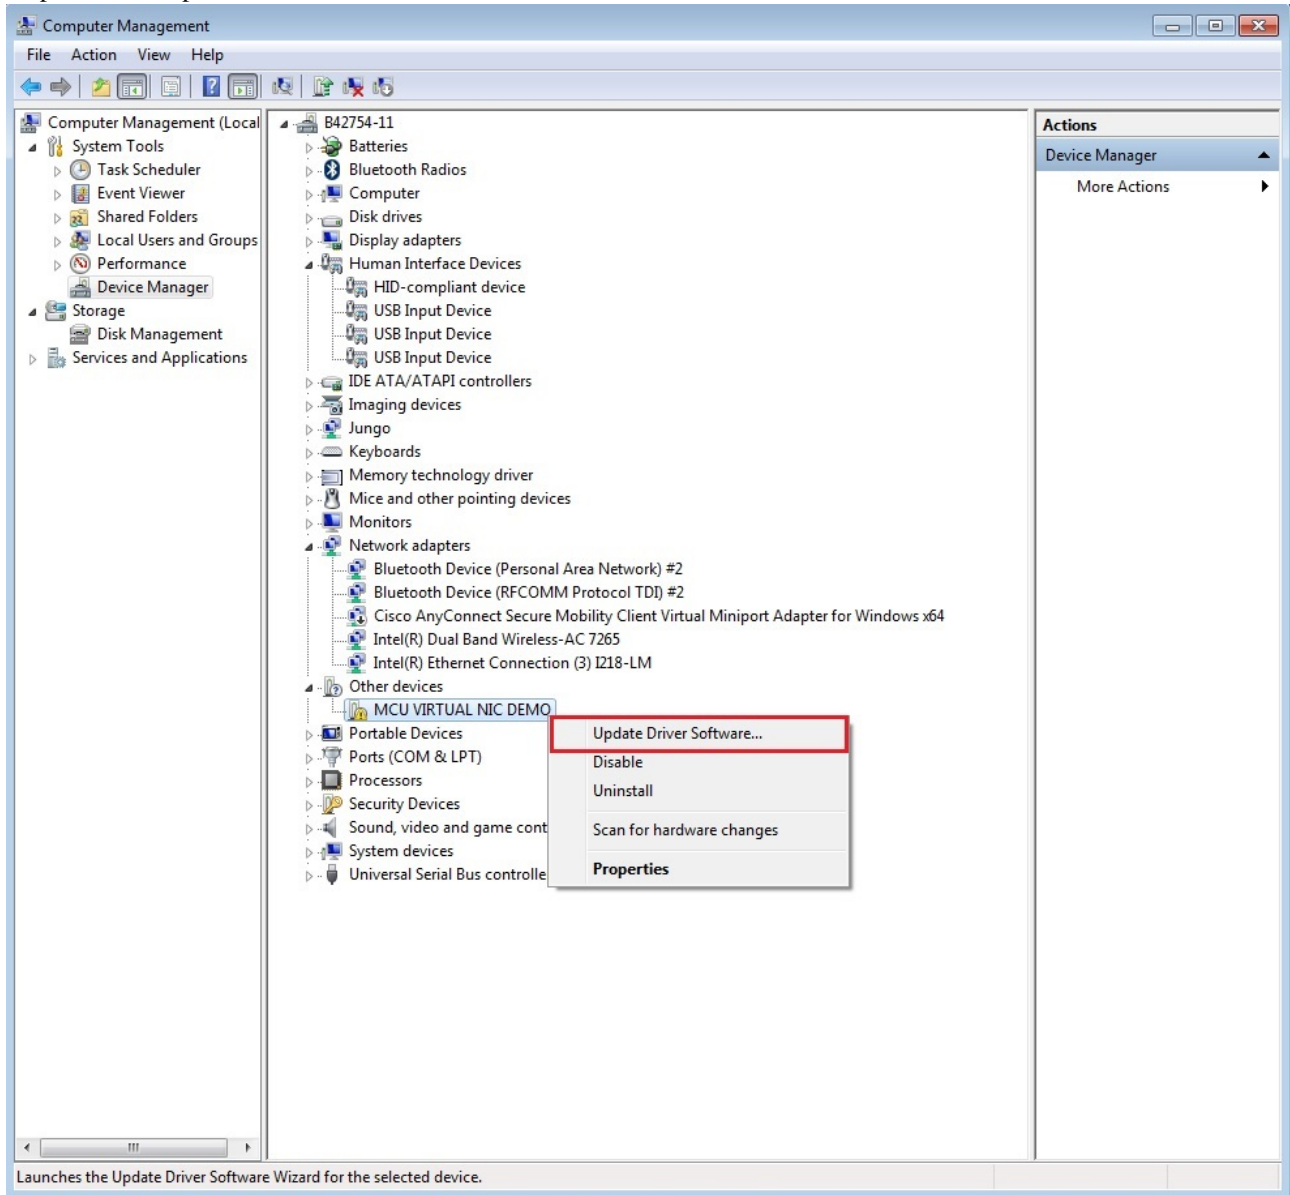 Computer Management
File Action View Help
Computer Management (Local
System Tools
Task Scheduler
Event Viewer
Shared Folders
Local Users and Groups
Performance
Device Manager
Storage
Disk Management
Services and Applications
B42754-11
Batteries
Bluetooth Radios
Computer
Disk drives
Display adapters
Human Interface Devices
HID-compliant device
USB Input Device
USB Input Device
USB Input Device
IDE ATA/ATAPI controllers
Imaging devices
Jungo
Keyboards
Memory technology driver
Mice and other pointing devices
Monitors
Network adapters
Bluetooth Device (Personal Area Network) #2
Bluetooth Device (RFCOMM Protocol TDI) #2
Cisco AnyConnect Secure Mobility Client Virtual Miniport Adapter for Windows x64
Intel(R) Dual Band Wireless-AC 7265
Intel(R) Ethernet Connection (3) I218-LM
Other devices
MCU VIRTUAL NIC DEMO
Portable Devices
Ports (COM & LPT)
Processors
Security Devices
Sound, video and game cont
System devices
Universal Serial Bus controlle
Update Driver Software...
Disable
Uninstall
Scan for hardware changes
Properties
Actions
Device Manager
More Actions
Launches the Update Driver Software Wizard for the selected device.